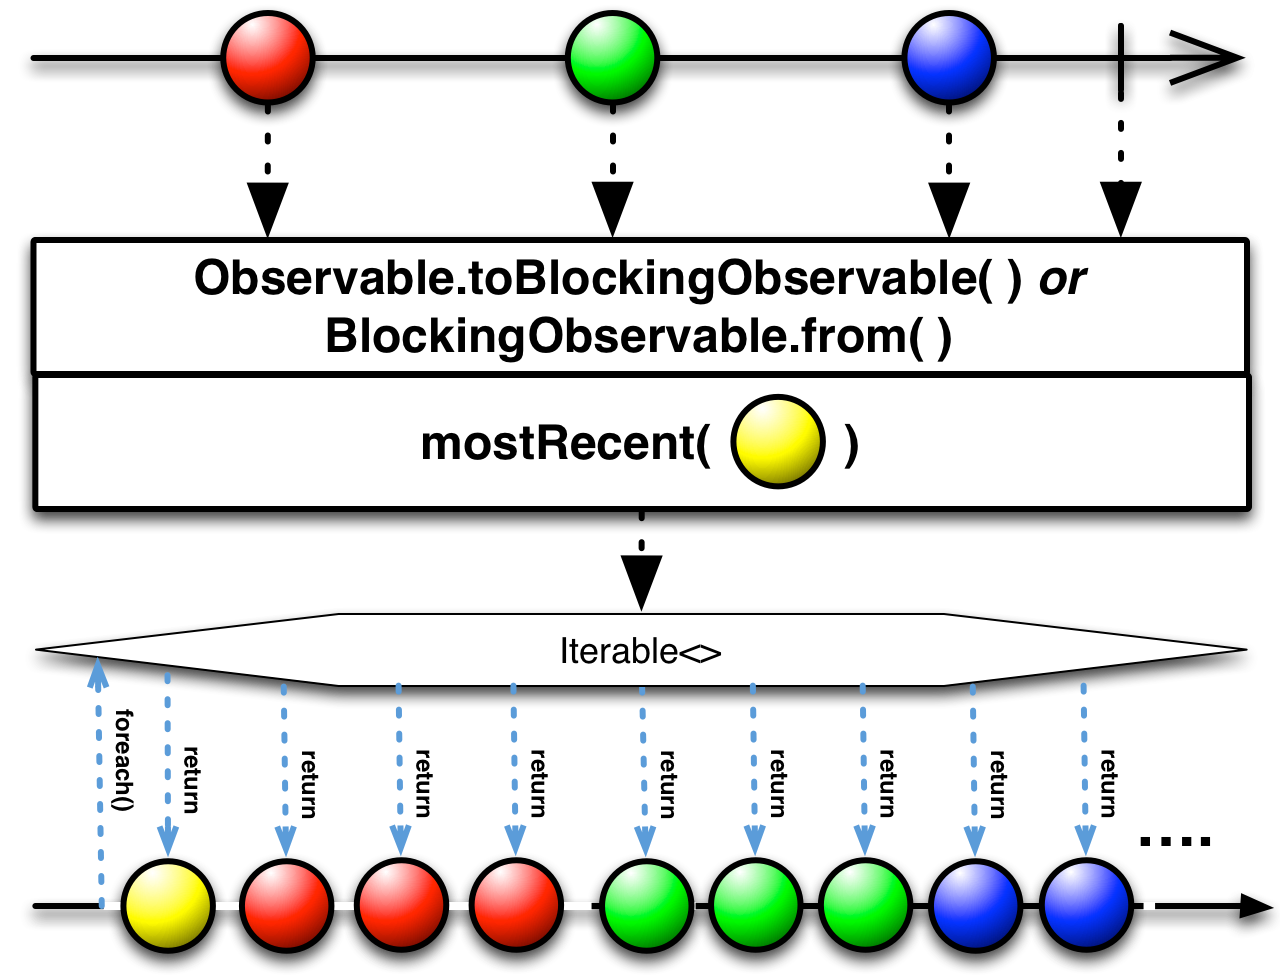 Observable.toBlockingObservable( ) or
BlockingObservable.from( )
mostRecent( )
Iterable<>
foreach()
return
return
return
return
return
return
return
return
return